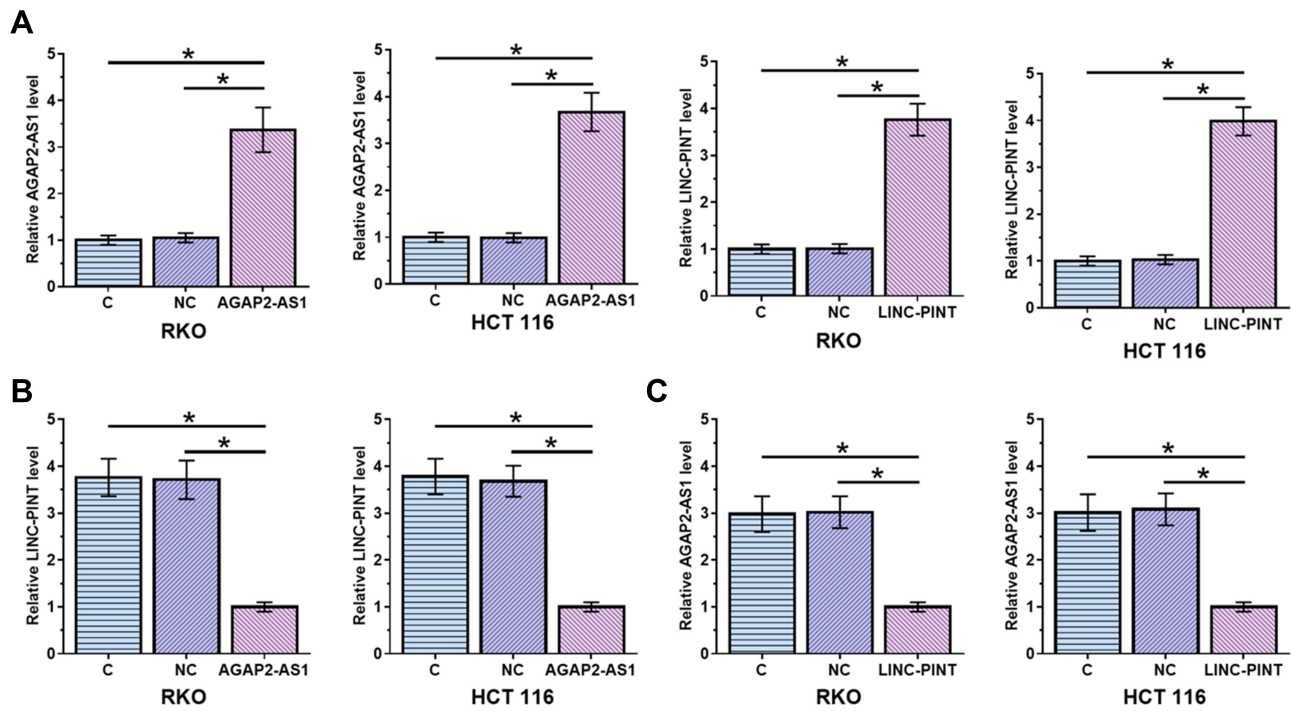 A
Relative AGAP2-AS1 level
5
4
3
2
1
0
*
*
C NC AGAP2-AS1
RKO
Relative AGAP2-AS1 level
5
4
3
2
1
0
*
*
C NC AGAP2-AS1
HCT 116
Relative LINC-PINT level
5
4
3
2
1
0
*
*
C NC LINC-PINT
RKO
Relative LINC-PINT level
5
4
3
2
1
0
*
*
C NC LINC-PINT
HCT 116
B
Relative LINC-PINT level
5
4
3
2
1
0
*
*
C NC AGAP2-AS1
RKO
Relative LINC-PINT level
5
4
3
2
1
0
*
*
C NC AGAP2-AS1
HCT 116
C
Relative AGAP2-AS1 level
5
4
3
2
1
0
*
*
C NC LINC-PINT
RKO
Relative AGAP2-AS1 level
5
4
3
2
1
0
*
*
C NC LINC-PINT
HCT 116